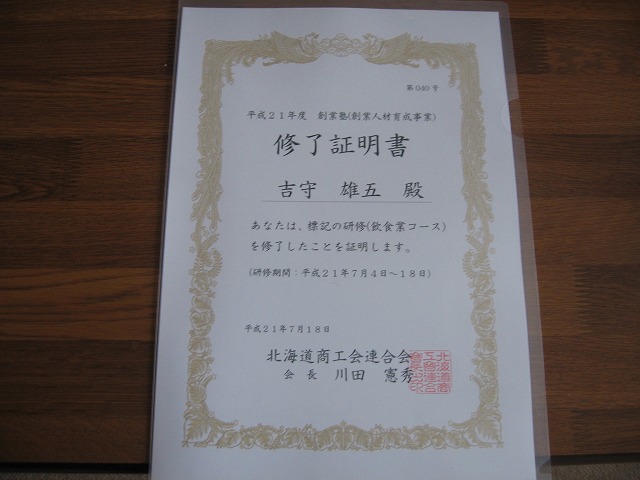 第040号
平成21年度　創業塾(創業人材育成事業)
修了証明書
吉守　雄五　殿
あなたは、標記の研修(飲食業コース)
を修了したことを証明します。
(研修期間：平成21年7月4日～18日)
平成21年7月18日
北海道商工会連合会
会　長　川田　憲秀